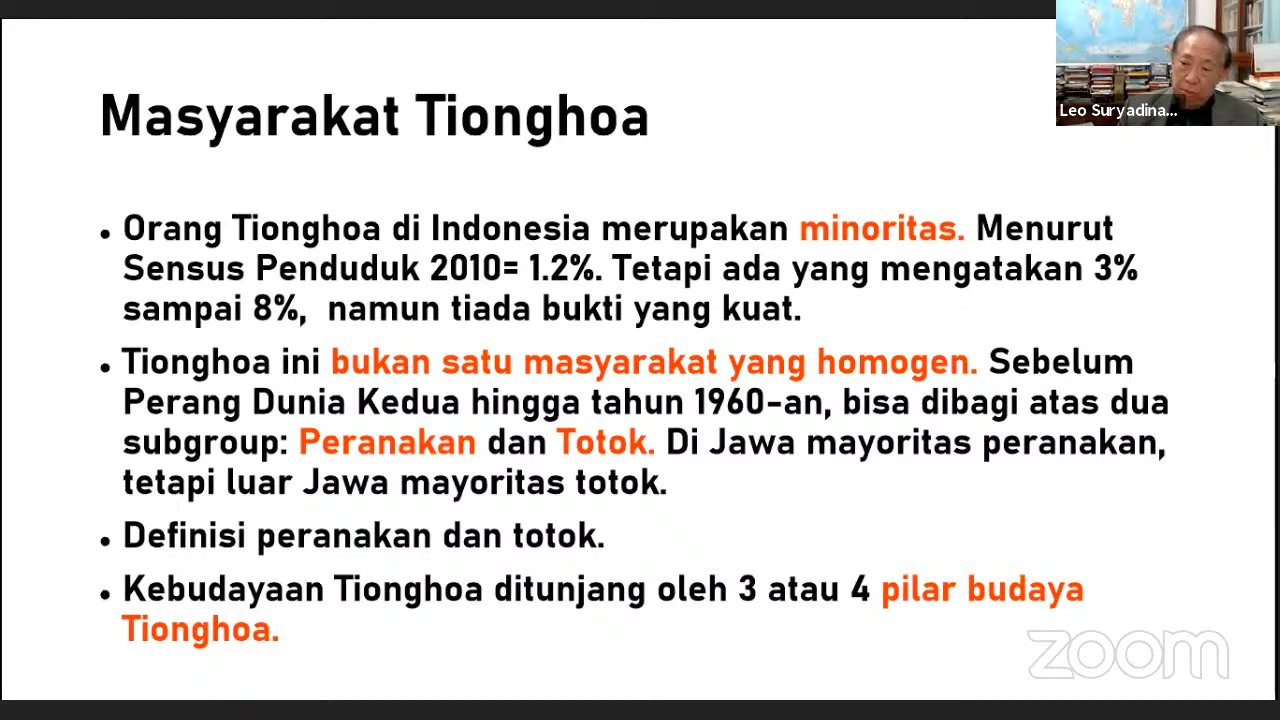 Leo Suryadina...
Masyarakat Tionghoa
• Orang Tionghoa di Indonesia merupakan minoritas. Menurut
Sensus Penduduk 2010= 1.2%. Tetapi ada yang mengatakan 3%
sampai 8%, namun tiada bukti yang kuat.
• Tionghoa ini bukan satu masyarakat yang homogen. Sebelum
Perang Dunia Kedua hingga tahun 1960-an, bisa dibagi atas dua
subgroup: Peranakan dan Totok. Di Jawa mayoritas peranakan,
tetapi luar Jawa mayoritas totok.
• Definisi peranakan dan totok.
• Kebudayaan Tionghoa ditunjang oleh 3 atau 4 pilar budaya
Tionghoa.
zoom